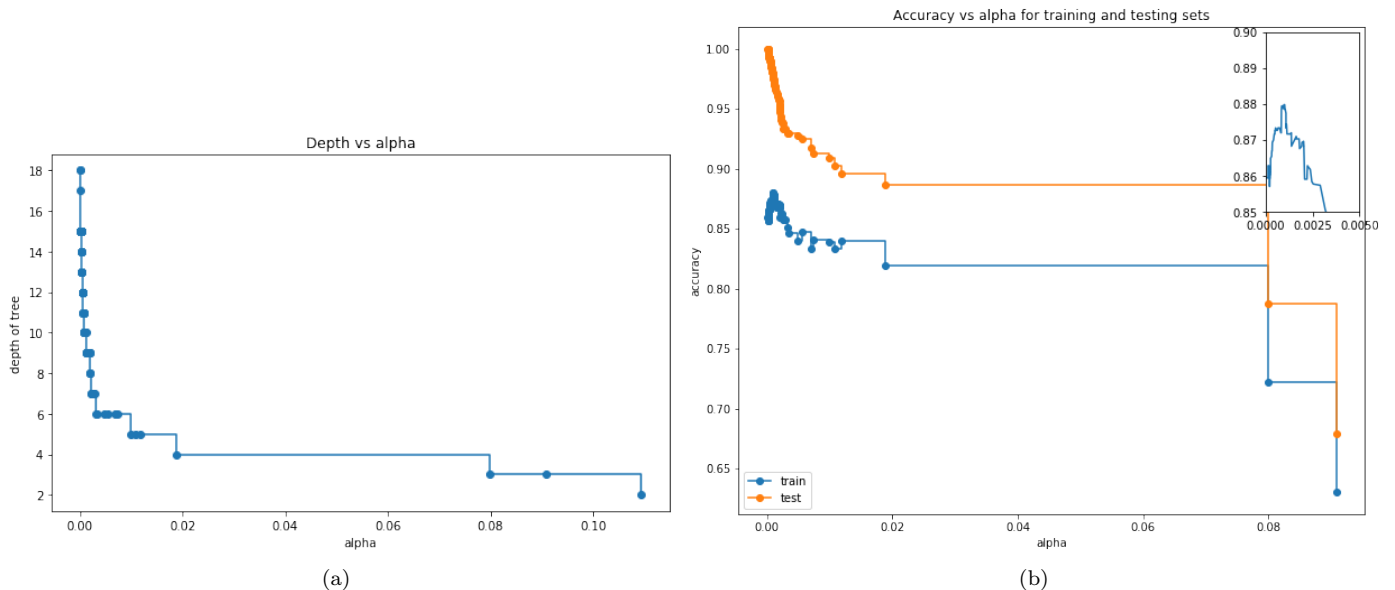 Depth vs alpha
depth of tree
18
16
14
12
10
8
6
4
2
0.00 0.02 0.04 0.06 0.08 0.10
alpha
(a)
Accuracy vs alpha for training and testing sets
accuracy
1.00
0.95
0.90
0.85
0.80
0.75
0.70
0.65
0.90
0.89
0.88
0.87
0.86
0.85
0.0000 0.0025 0.0050
train
test
0.00 0.02 0.04 0.06 0.08
alpha
(b)